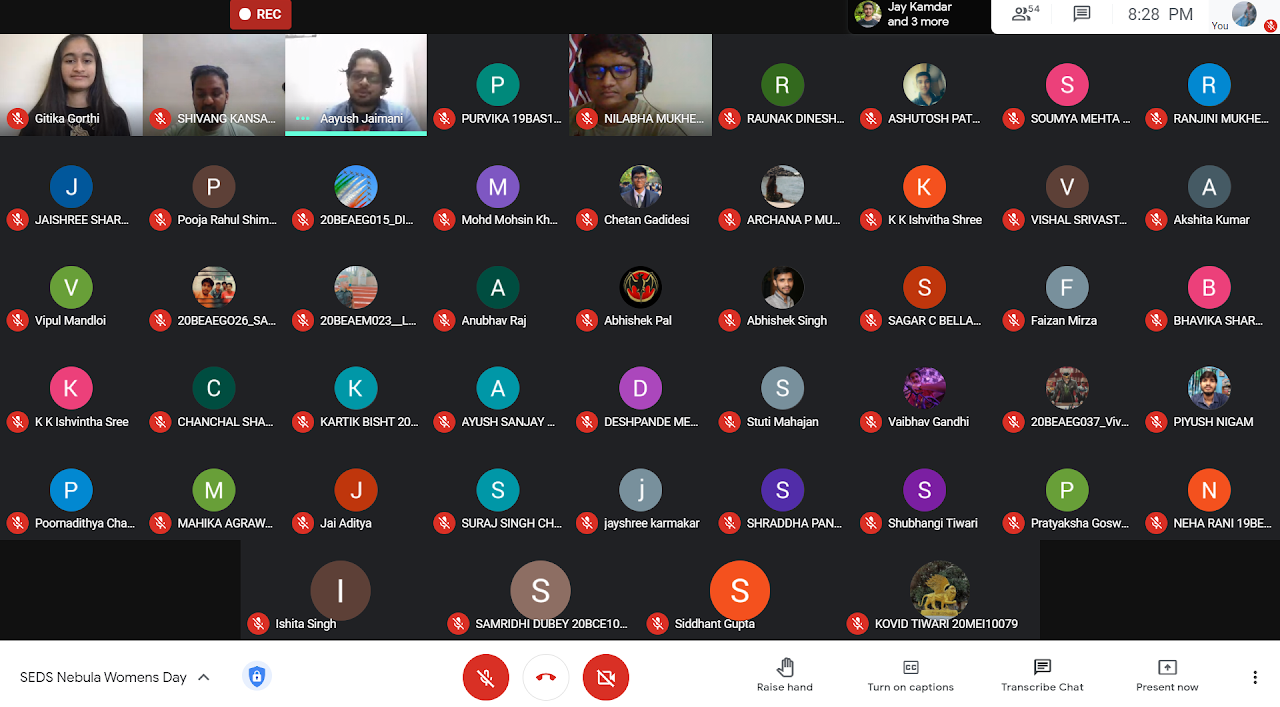 REC
Jay Kamdar
and 3 more
54
8:28 PM
You
Gitika Gorthi
SHIVANG KANSA...
Aayush Jaimani
P
PURVIKA 19BAS1...
NILABHA MUKHE...
R
RAUNAK DINESH...
ASHUTOSH PAT...
S
SOUMYA MEHTA ...
R
RANJINI MUKHE...
J
JAISHREE SHAR...
P
Pooja Rahul Shim...
20BEAEG015_DI...
M
Mohd Mohsin Kh...
Chetan Gadidesi
ARCHANA P MU...
K
K K Ishvitha Shree
V
VISHAL SRIVAST...
A
Akshita Kumar
V
Vipul Mandloi
20BEAEGO26_SA...
20BEAEM023__L...
A
Anubhav Raj
Abhishek Pal
Abhishek Singh
S
SAGAR C BELLA...
F
Faizan Mirza
B
BHAVIKA SHAR...
K
K K Ishvintha Sree
C
CHANCHAL SHA...
K
KARTIK BISHT 20...
A
AYUSH SANJAY ...
D
DESHPANDE ME...
S
Stuti Mahajan
Vaibhav Gandhi
20BEAEG037_Viv...
PIYUSH NIGAM
P
Poornadithya Cha...
M
MAHIKA AGRAW...
J
Jai Aditya
S
SURAJ SINGH CH...
j
jayshree karmakar
S
SHRADDHA PAN...
S
Shubhangi Tiwari
P
Pratyaksha Gosw...
N
NEHA RANI 19BE...
I
Ishita Singh
S
SAMRIDHI DUBEY 20BCE10...
S
Siddhant Gupta
KOVID TIWARI 20MEI10079
SEDS Nebula Womens Day
Raise hand
CC
Turn on captions
Transcribe Chat
Present now